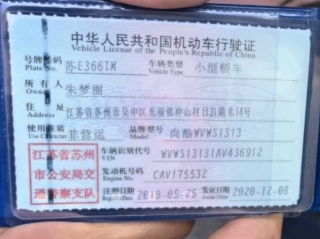 中华人民共和国机动车行驶证
Vehicle License of the People's Republic of China
号牌号码 苏E366TM 车辆类型 小型轿车
Plate No. Vehicle Type
所有人 朱梦丽
Owner
住址 江苏省苏州市吴中区光福镇冲山村(13)湖北14号
Address
使用性质 非营运 品牌型号 尚酷WVWS1313
Use Character Model
江苏省苏州 车辆识别代号 WVWS13131AV436912
VIN
市公安局交 发动机号码 CAV175532
Engine No.
通警察支队 注册日期 2010-05-25 发证日期 2020-12-08
Register Date Issue Date